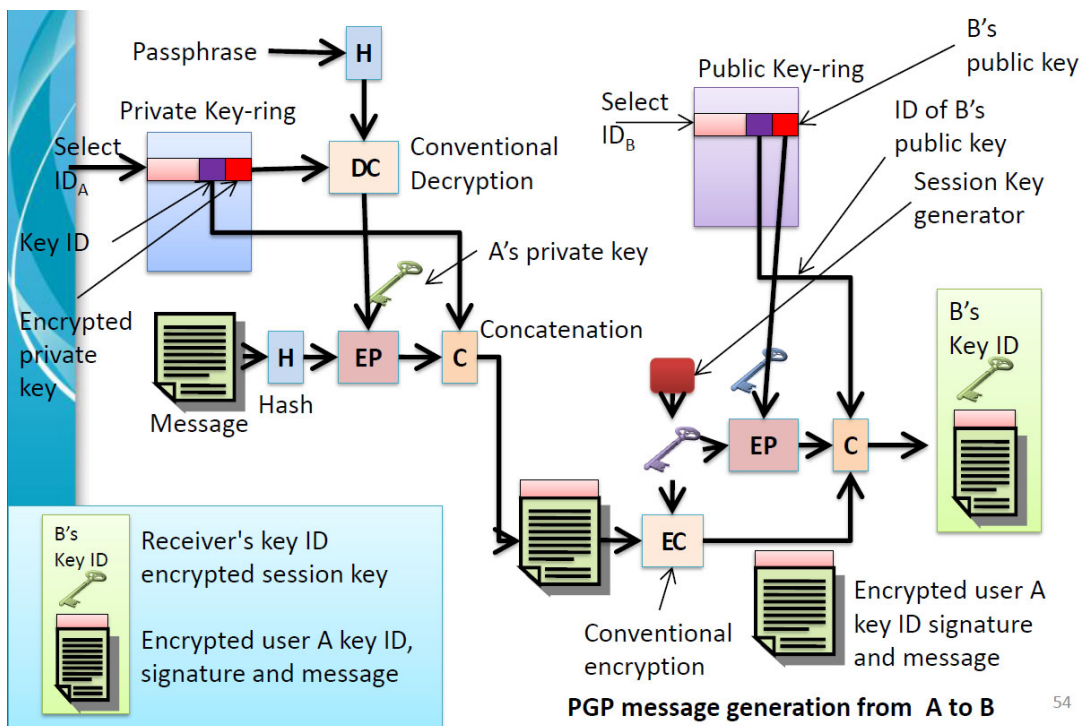 Passphrase
H
B's
public key
Public Key-ring
Private Key-ring
Select
ID_B
ID of B's
public key
Select
ID_A
DC
Conventional
Decryption
Session Key
generator
Key ID
A's private key
Encrypted
private
key
Concatenation
B's
Key ID
H
EP
C
Hash
Message
EP
C
EC
B's
Key ID
Receiver's key ID
encrypted session key
Encrypted user A key ID,
signature and message
Conventional
encryption
Encrypted user A
key ID signature
and message
PGP message generation from A to B
54